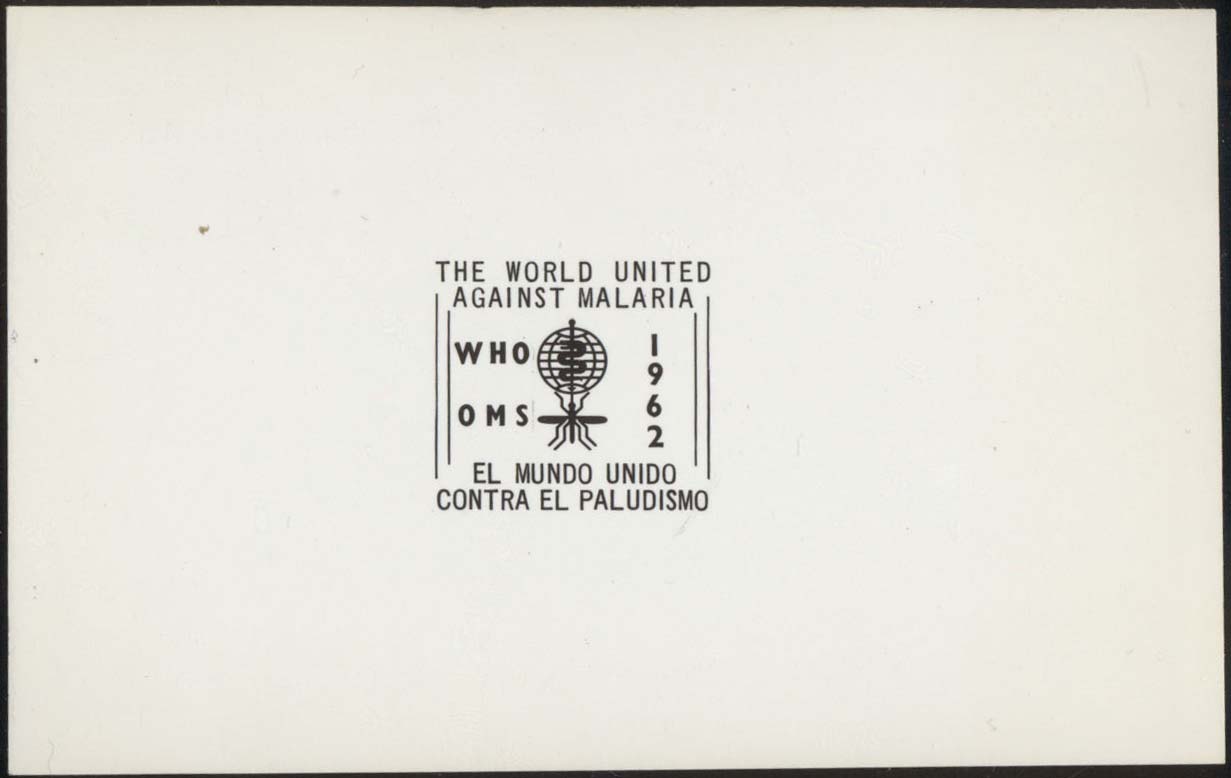 THE WORLD UNITED
AGAINST MALARIA
WHO
OMS
1
9
6
2
EL MUNDO UNIDO
CONTRA EL PALUDISMO